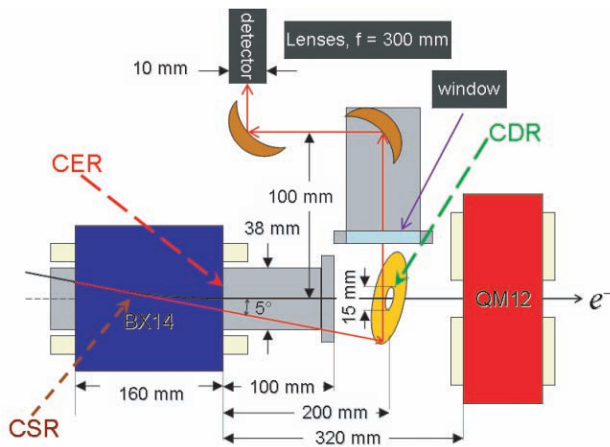 detector
Lenses, f = 300 mm
10 mm
window
CER
CDR
100 mm
38 mm
15 mm
5°
BX14
QM12
e⁻
160 mm
100 mm
200 mm
CSR
320 mm